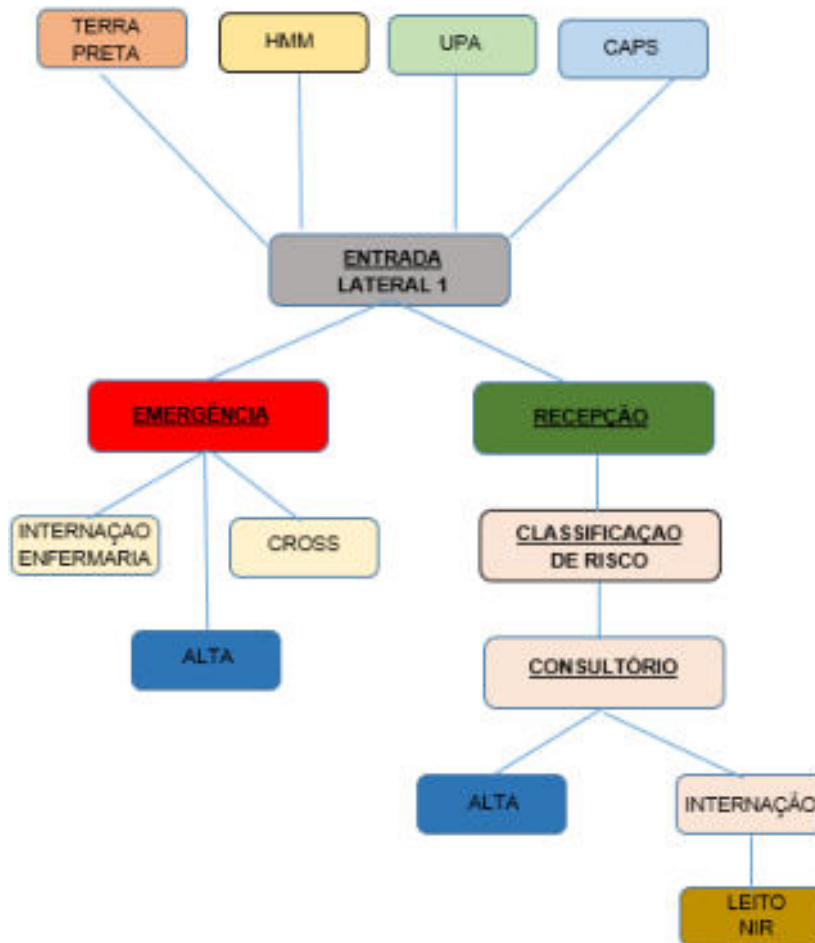 TERRA
PRETA
HMM
UPA
CAPS
ENTRADA
LATERAL 1
EMERGÊNCIA
RECEPÇÃO
INTERNAÇAO
ENFERMARIA
CROSS
CLASSIFICAÇAO
DE RISCO
ALTA
CONSULTÓRIO
ALTA
INTERNAÇÃO
LEITO
NIR